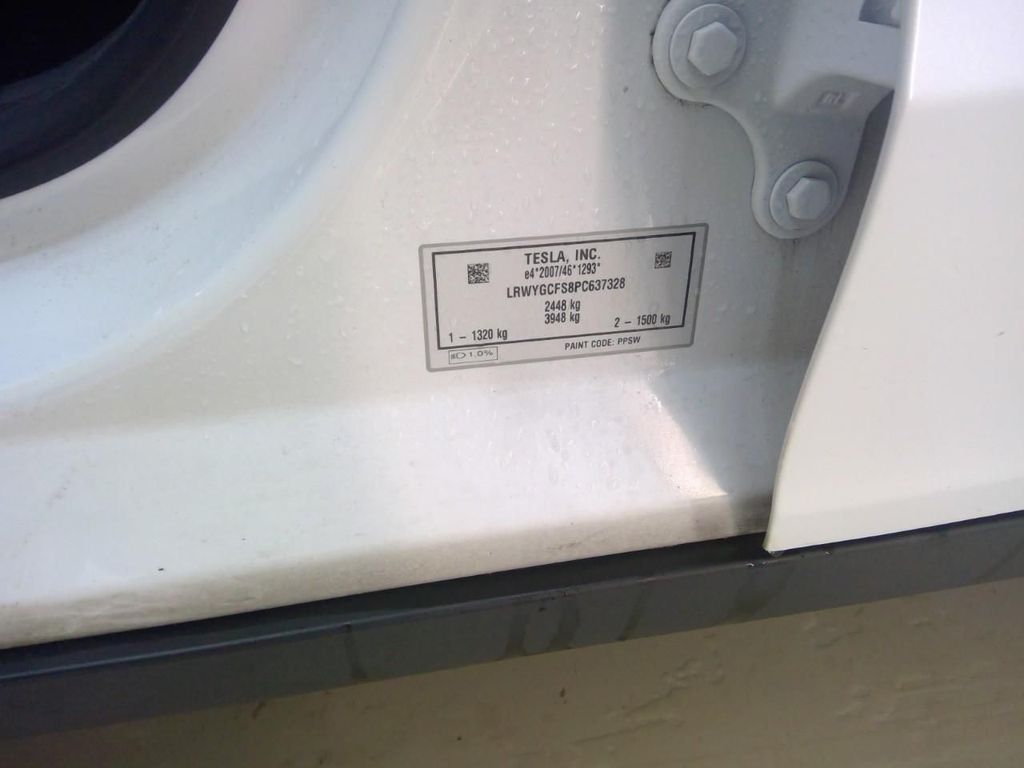 TESLA, INC.
e4*2007/46*1293*
LRWYGCFS8PC637328
2448 kg
3948 kg
1 – 1320 kg
2 – 1500 kg
1.0%
PAINT CODE: PPSW